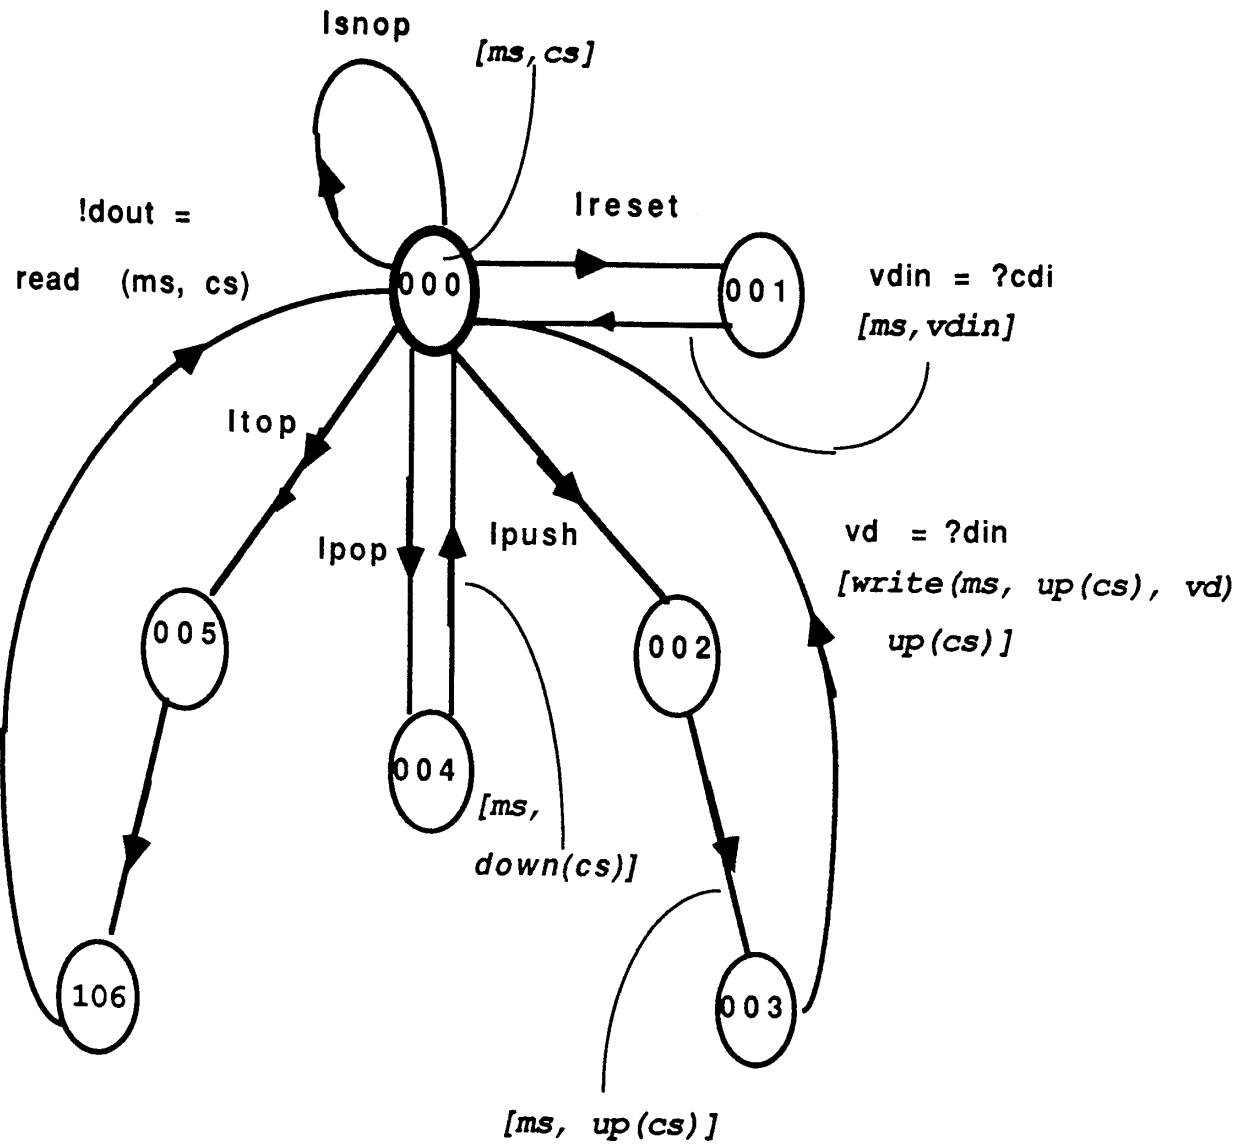 Isnop
[ms,cs]
Ireset
!dout =
read (ms, cs)
000
001
vdin = ?cdi
[ms,vdin]
Itop
Ipop
Ipush
vd = ?din
[write(ms, up(cs), vd)
up(cs)]
005
002
004
[ms,
down(cs)]
106
003
[ms, up(cs)]